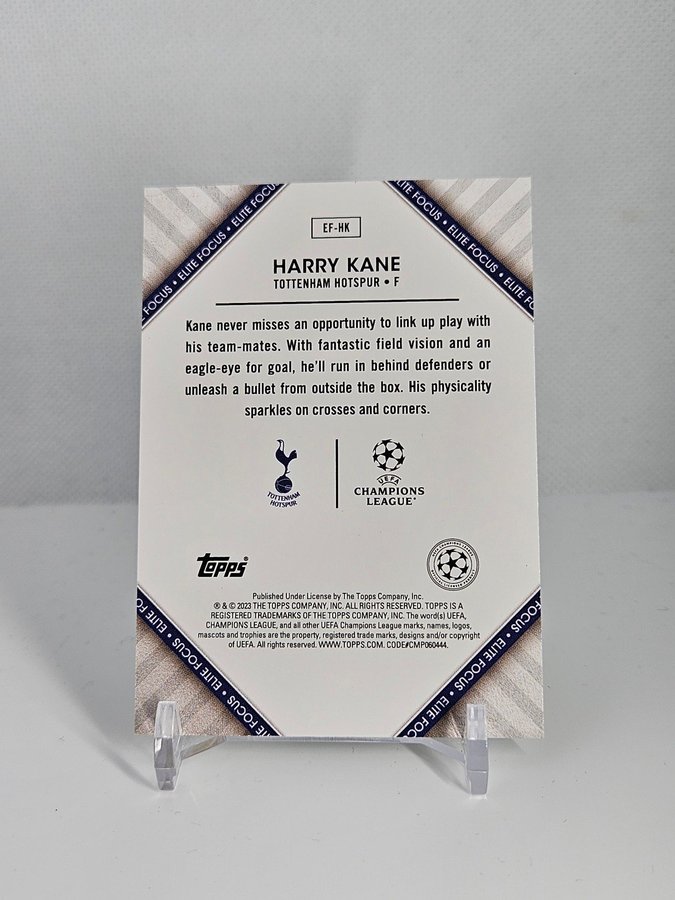 ELITE FOCUS • ELITE FOCUS
ELITE FOCUS • ELITE FOCUS
EF-HK
HARRY KANE
TOTTENHAM HOTSPUR • F
Kane never misses an opportunity to link up play with
his team-mates. With fantastic field vision and an
eagle-eye for goal, he'll run in behind defenders or
unleash a bullet from outside the box. His physicality
sparkles on crosses and corners.
TOTTENHAM
HOTSPUR
UEFA
CHAMPIONS
LEAGUE®
Topps®
Published Under License by The Topps Company, Inc.
® & © 2023 THE TOPPS COMPANY, INC. ALL RIGHTS RESERVED. TOPPS IS A
REGISTERED TRADEMARKS OF THE TOPPS COMPANY, INC. The word(s) UEFA,
CHAMPIONS LEAGUE, and all other UEFA Champions League marks, names, logos,
mascots and trophies are the property, registered trade marks, designs and/or copyright
of UEFA. All rights reserved. WWW.TOPPS.COM. CODE#CMP060444.
ELITE FOCUS • ELITE FOCUS
ELITE FOCUS • ELITE FOCUS